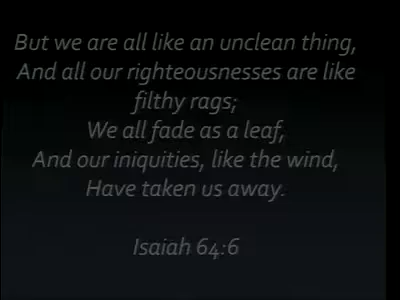 But we are all like an unclean thing,
And all our righteousnesses are like
filthy rags;
We all fade as a leaf,
And our iniquities, like the wind,
Have taken us away.
Isaiah 64:6